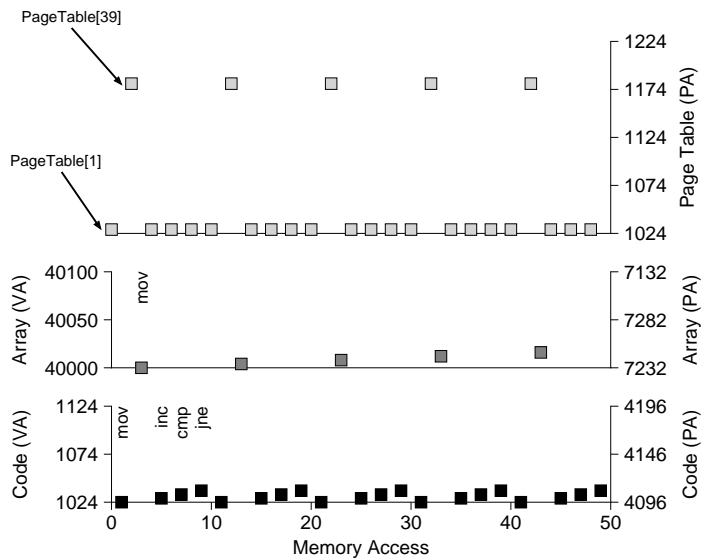 PageTable[39]
1224
1174
1124
1074
1024
Page Table (PA)
PageTable[1]
40100
40050
40000
Array (VA)
mov
7132
7282
7232
Array (PA)
1124
1074
1024
Code (VA)
mov
inc
cmp
jne
4196
4146
4096
Code (PA)
0 10 20 30 40 50
Memory Access